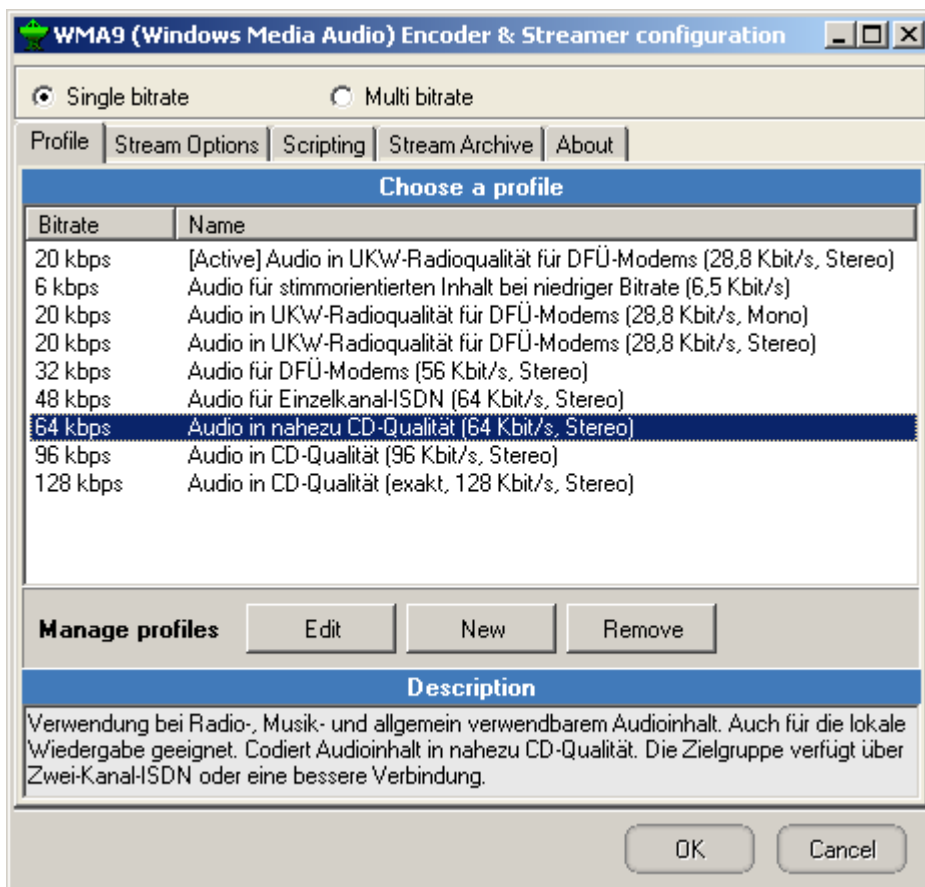 WMA9 (Windows Media Audio) Encoder & Streamer configuration
Single bitrate Multi bitrate
Profile Stream Options Scripting Stream Archive About
Choose a profile
Bitrate Name
20 kbps [Active] Audio in UKW-Radioqualität für DFÜ-Modems (28,8 Kbit/s, Stereo)
6 kbps Audio für stimmorientierten Inhalt bei niedriger Bitrate (6,5 Kbit/s)
20 kbps Audio in UKW-Radioqualität für DFÜ-Modems (28,8 Kbit/s, Mono)
20 kbps Audio in UKW-Radioqualität für DFÜ-Modems (28,8 Kbit/s, Stereo)
32 kbps Audio für DFÜ-Modems (56 Kbit/s, Stereo)
48 kbps Audio für Einzelkanal-ISDN (64 Kbit/s, Stereo)
64 kbps Audio in nahezu CD-Qualität (64 Kbit/s, Stereo)
96 kbps Audio in CD-Qualität (96 Kbit/s, Stereo)
128 kbps Audio in CD-Qualität (exakt, 128 Kbit/s, Stereo)
Manage profiles Edit New Remove
Description
Verwendung bei Radio-, Musik- und allgemein verwendbarem Audioinhalt. Auch für die lokale
Wiedergabe geeignet. Codiert Audioinhalt in nahezu CD-Qualität. Die Zielgruppe verfügt über
Zwei-Kanal-ISDN oder eine bessere Verbindung.
OK Cancel